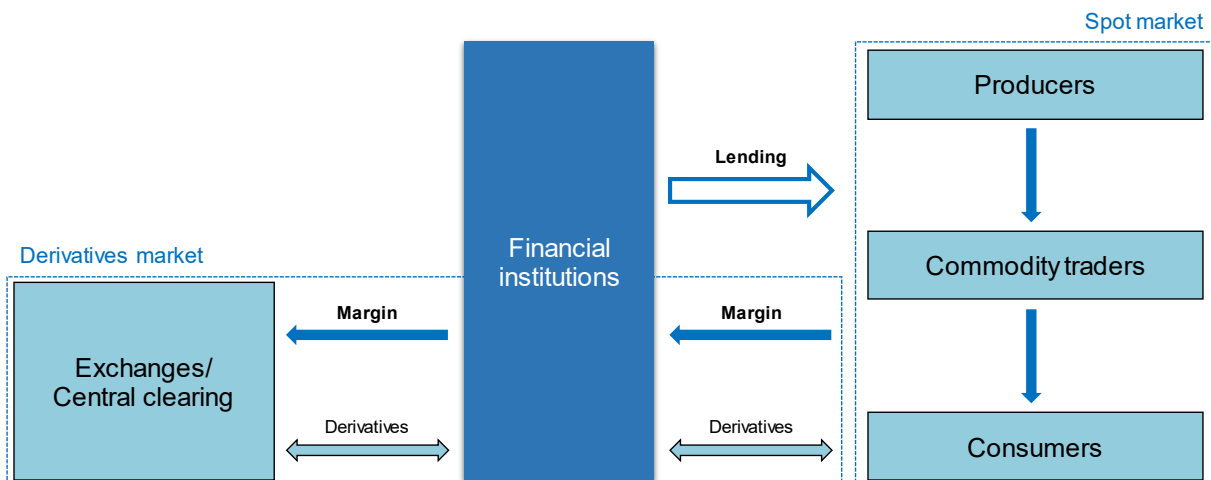 Spot market
Producers
Lending
Derivatives market
Financial
institutions
Commodity traders
Margin
Margin
Exchanges/
Central clearing
Derivatives
Derivatives
Consumers